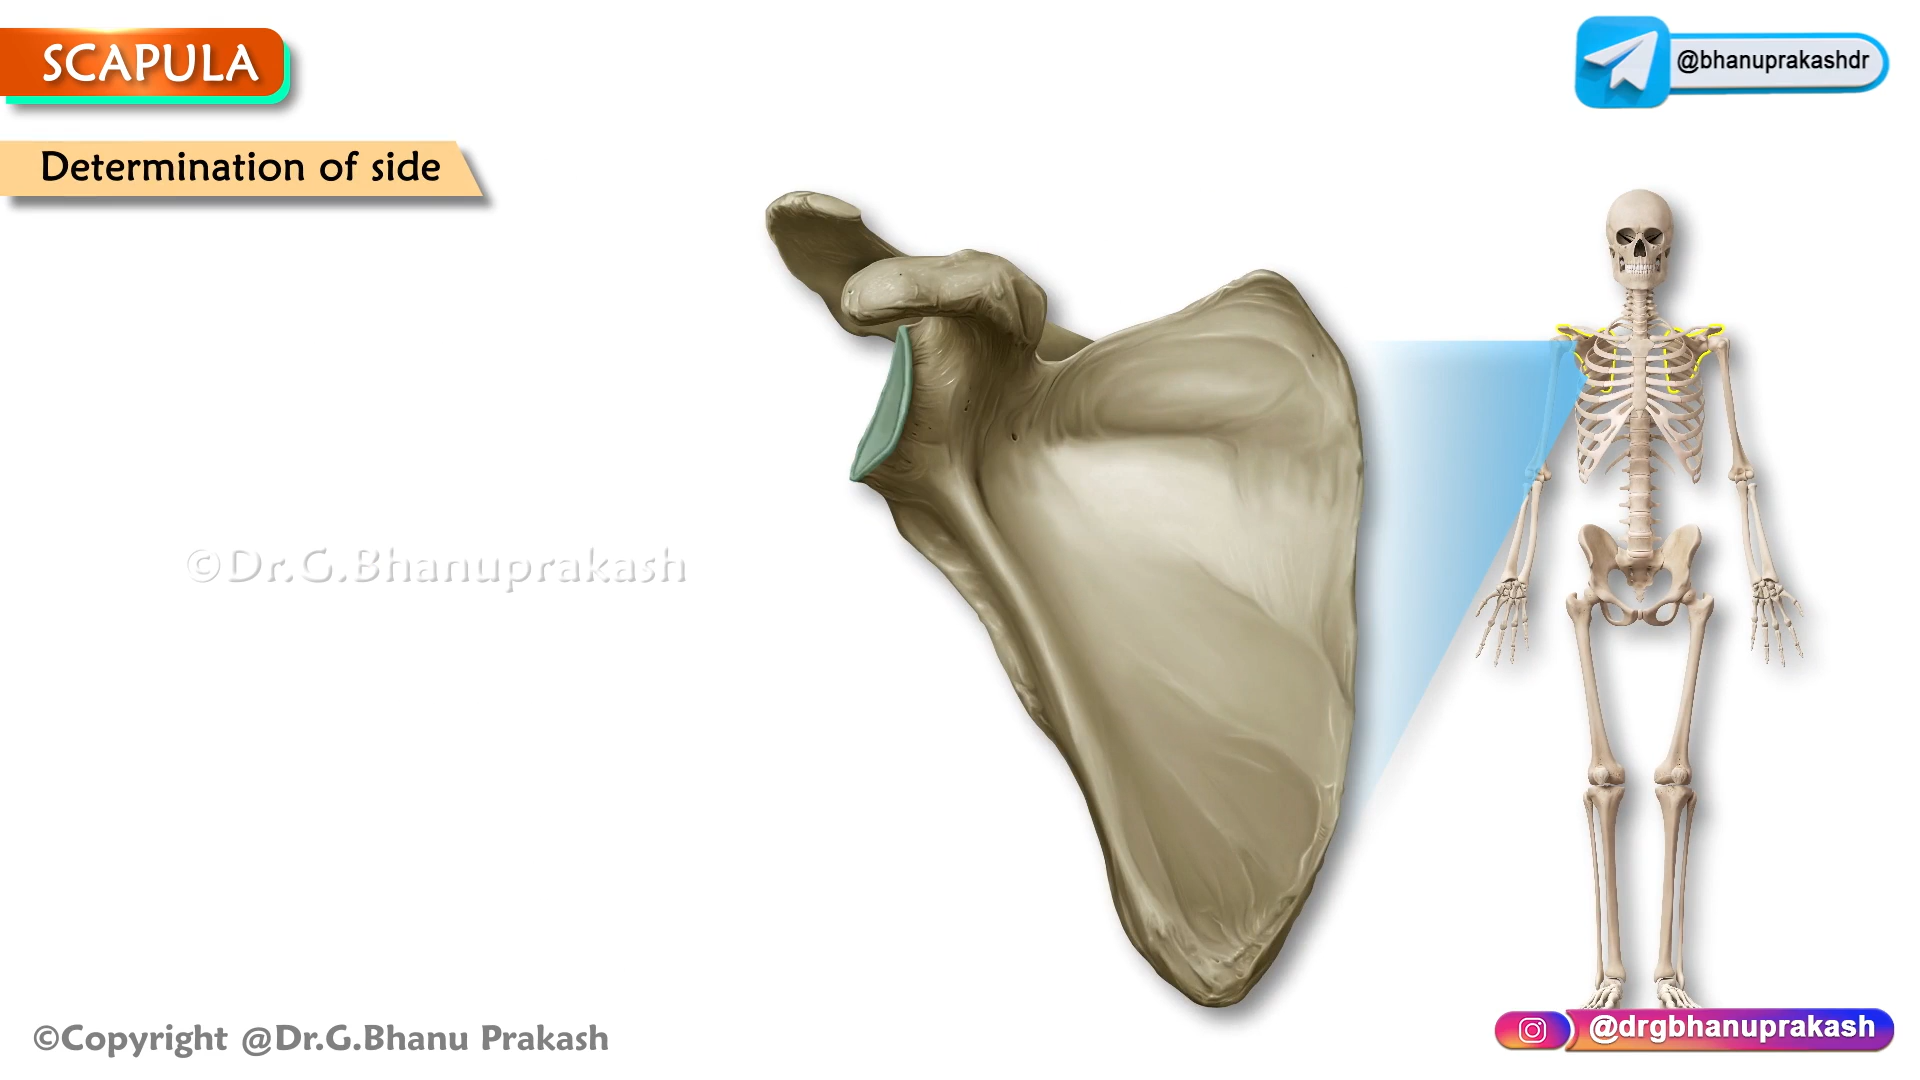 SCAPULA
@bhanuprakashdr
Determination of side
©Dr.G.Bhanuprakash
©Copyright @Dr.G.Bhanu Prakash
@drgbhanuprakash